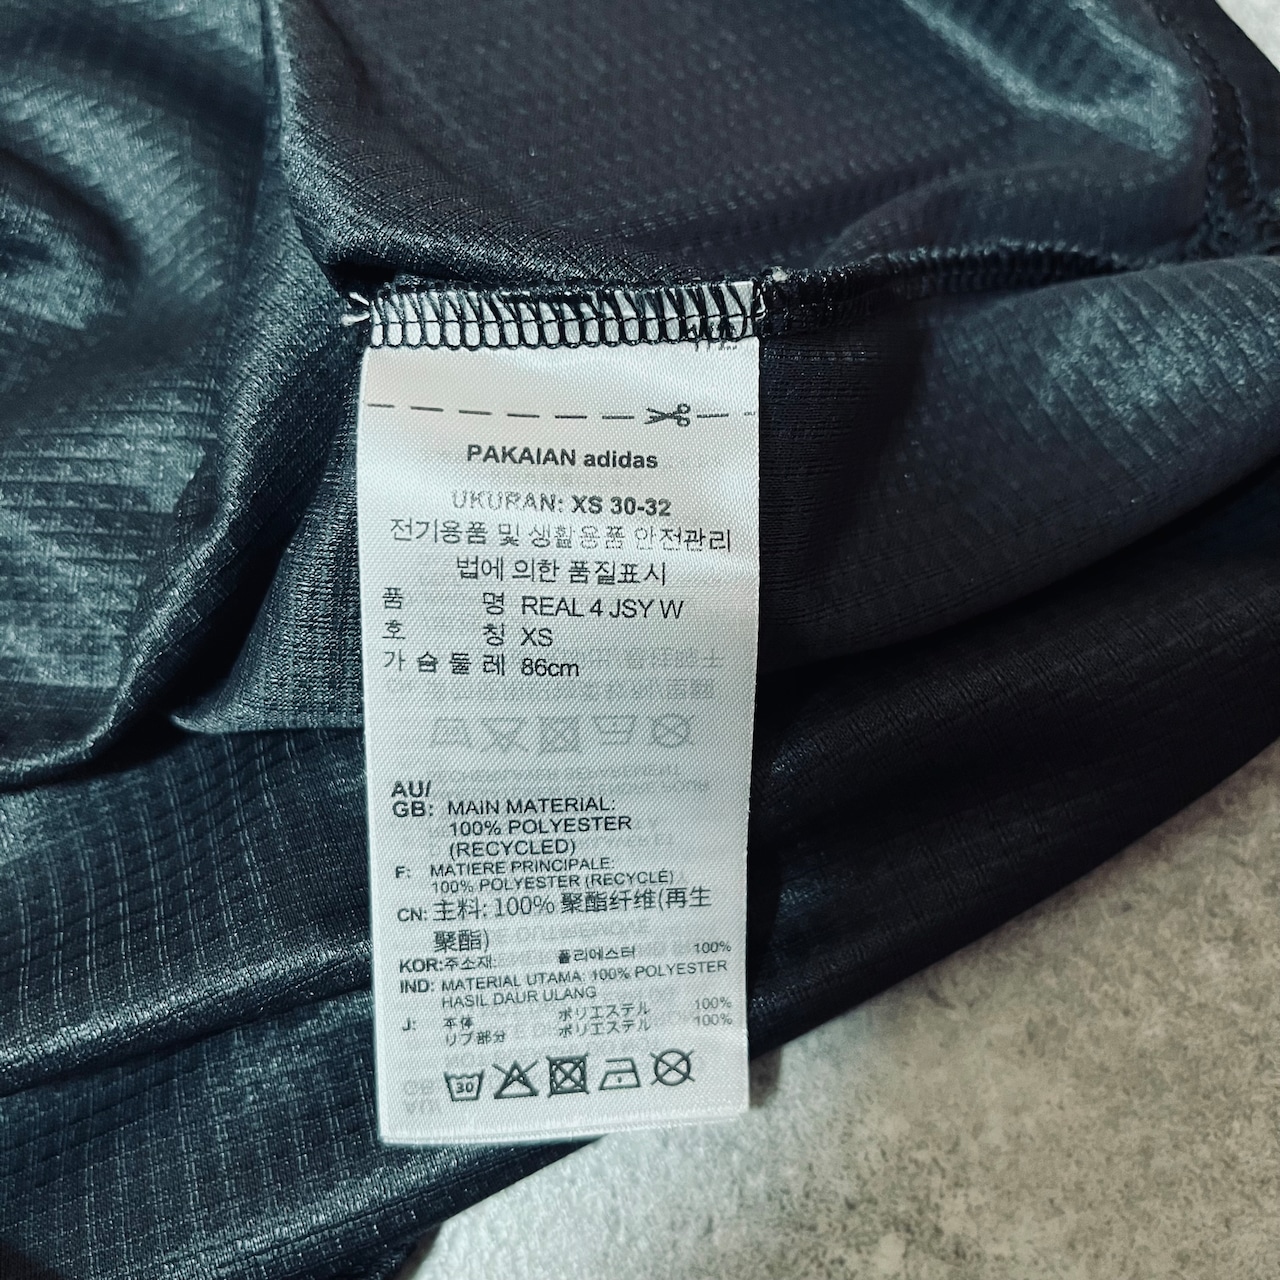 PAKAIAN adidas
UKURAN: XS 30-32
전기용품 및 생활용품 안전관리
법에 의한 품질표시
품 명 REAL 4 JSY W
호 칭 XS
가 슴 둘 레 86cm
AU/
GB: MAIN MATERIAL:
100% POLYESTER
(RECYCLED)
F: MATIERE PRINCIPALE:
100% POLYESTER (RECYCLÉ)
CN: 主料: 100% 聚酯纤维(再生
聚酯)
KOR:주소재: 폴리에스터 100%
IND: MATERIAL UTAMA: 100% POLYESTER
HASIL DAUR ULANG
J: 本体 ポリエステル 100%
リブ部分 ポリエステル 100%
30